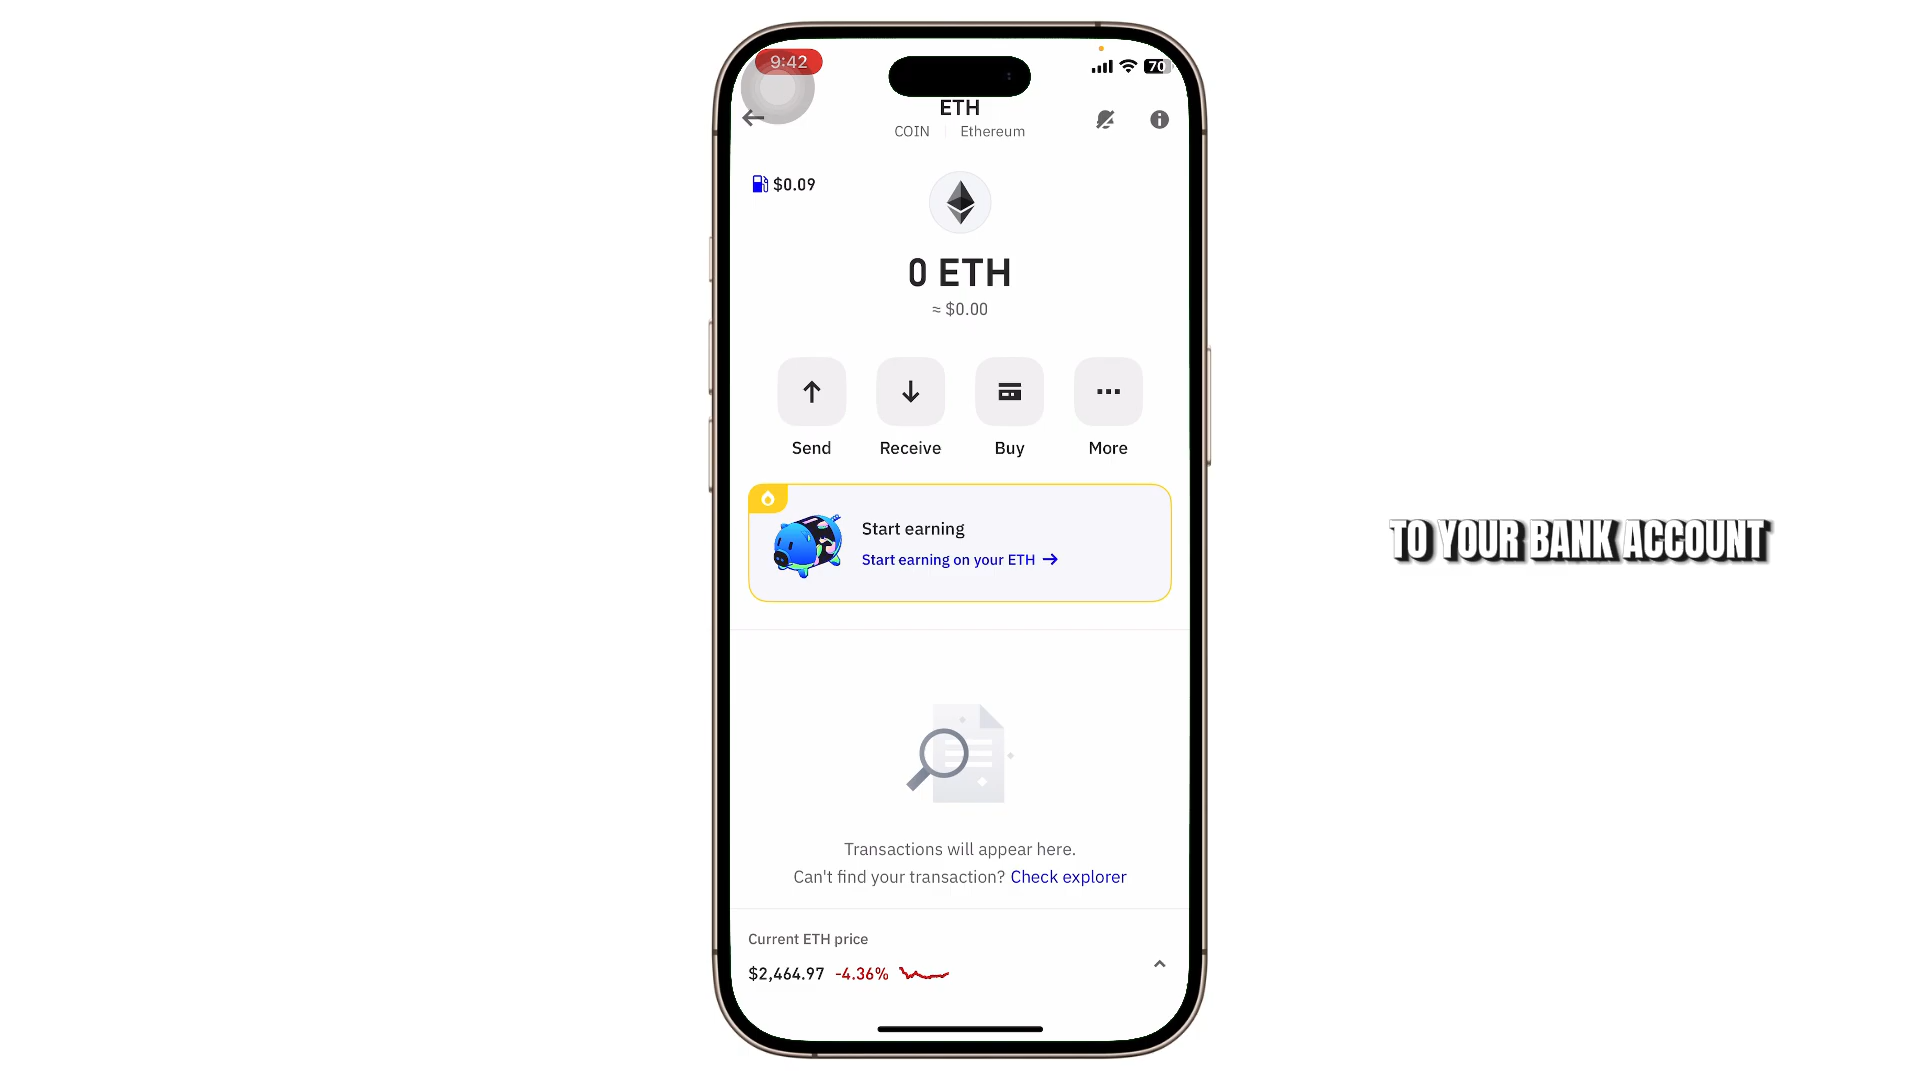 9:42
70
ETH
COIN Ethereum
$0.09
0 ETH
≈ $0.00
Send Receive Buy More
Start earning
Start earning on your ETH →
TO YOUR BANK ACCOUNT
Transactions will appear here.
Can't find your transaction? Check explorer
Current ETH price
$2,464.97 -4.36%